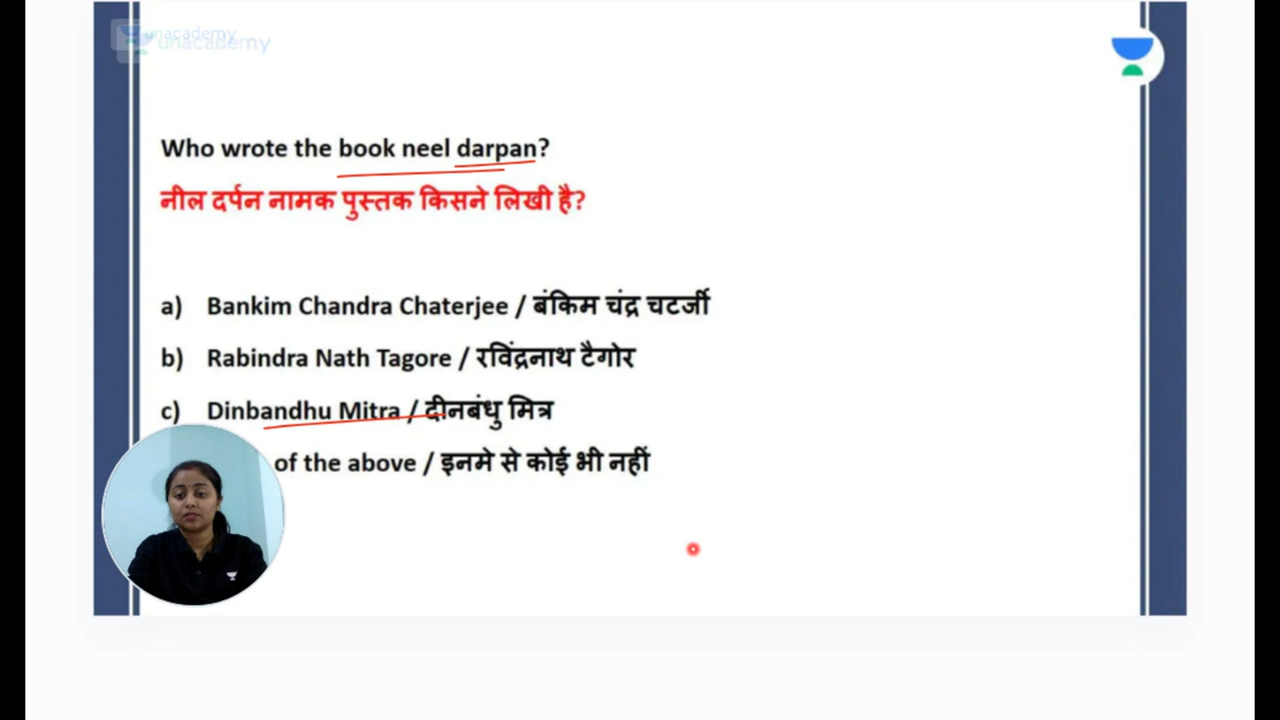 unacademy
unacademy
Who wrote the book neel darpan?
नील दर्पन नामक पुस्तक किसने लिखी है?
a) Bankim Chandra Chaterjee / बंकिम चंद्र चटर्जी
b) Rabindra Nath Tagore / रविंद्रनाथ टैगोर
c) Dinbandhu Mitra / दीनबंधु मित्र
of the above / इनमे से कोई भी नहीं